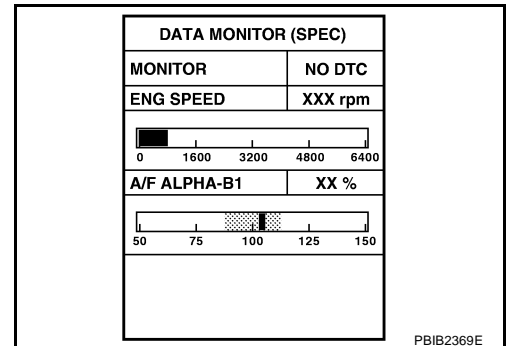 DATA MONITOR (SPEC)
MONITOR NO DTC
ENG SPEED XXX rpm
0 1600 3200 4800 6400
A/F ALPHA-B1 XX %
50 75 100 125 150
PBIB2369E